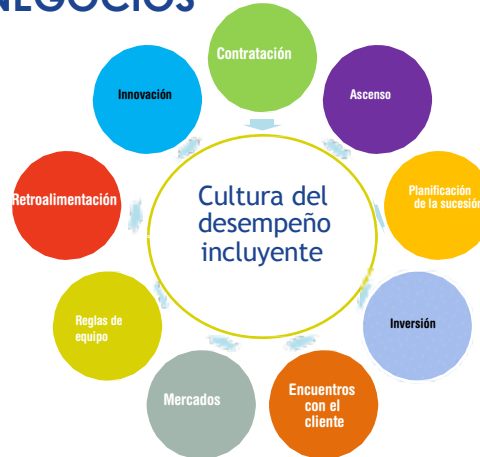 NEGOCIOS
Contratación
Innovación
Ascenso
Retroalimentación
Planificación
de la sucesión
Cultura del
desempeño
incluyente
Reglas de
equipo
Inversión
Mercados
Encuentros
con el
cliente